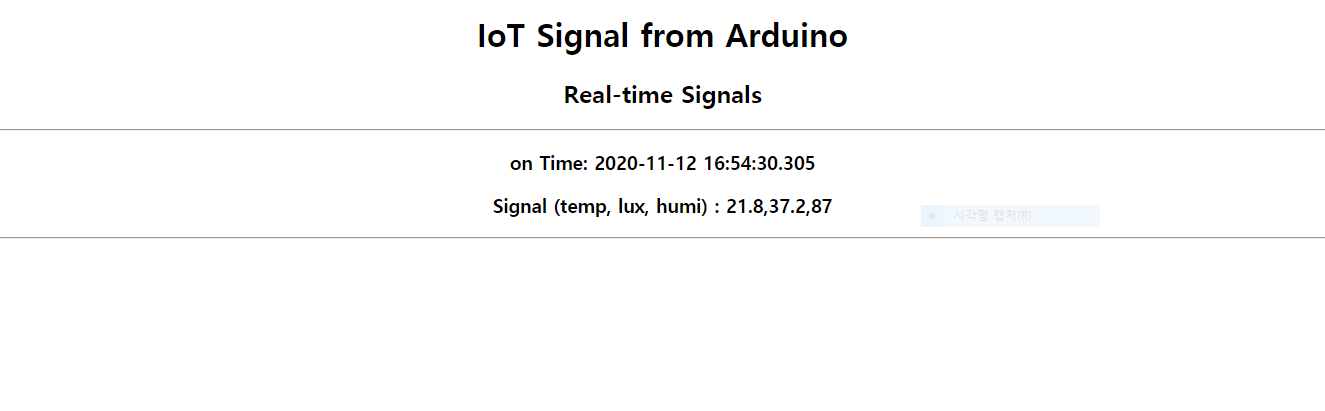 IoT Signal from Arduino
Real-time Signals
on Time: 2020-11-12 16:54:30.305
Signal (temp, lux, humi) : 21.8,37.2,87
사각형 캡처(R)